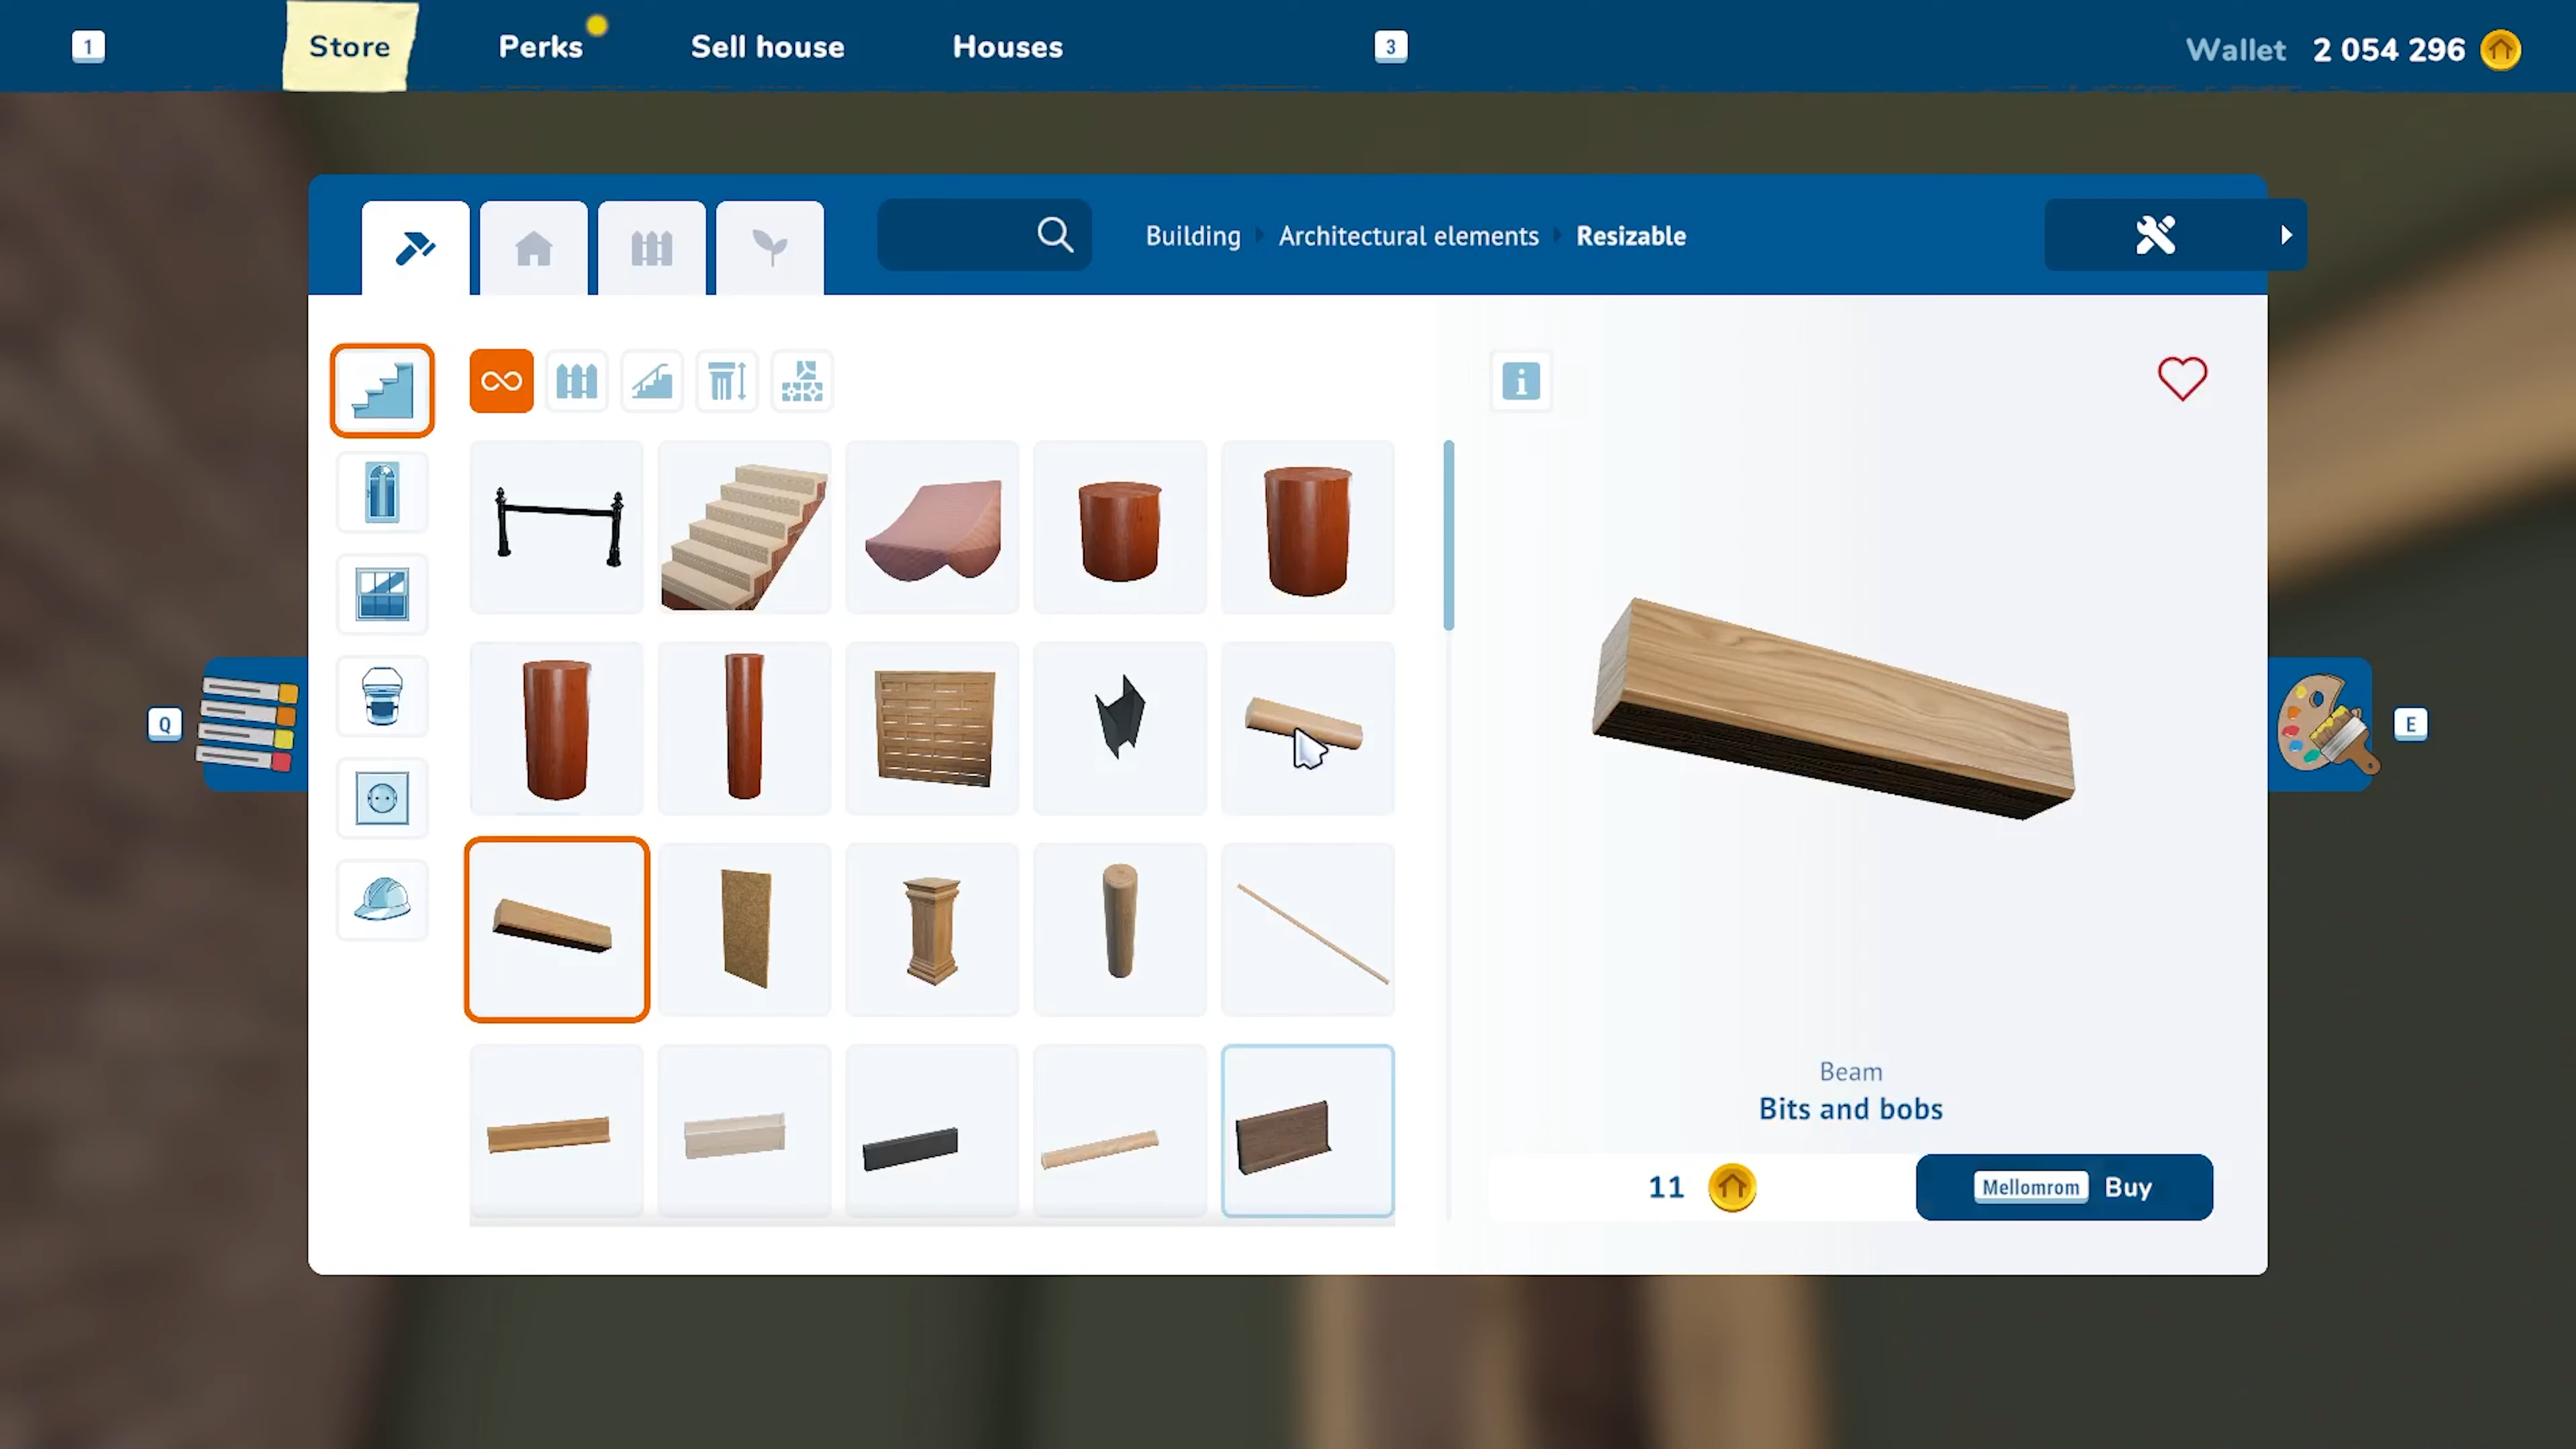 1
Store
Perks
Sell house
Houses
3
Wallet 2 054 296
Building
Architectural elements
Resizable
Q
E
Beam
Bits and bobs
11
Mellomrom Buy